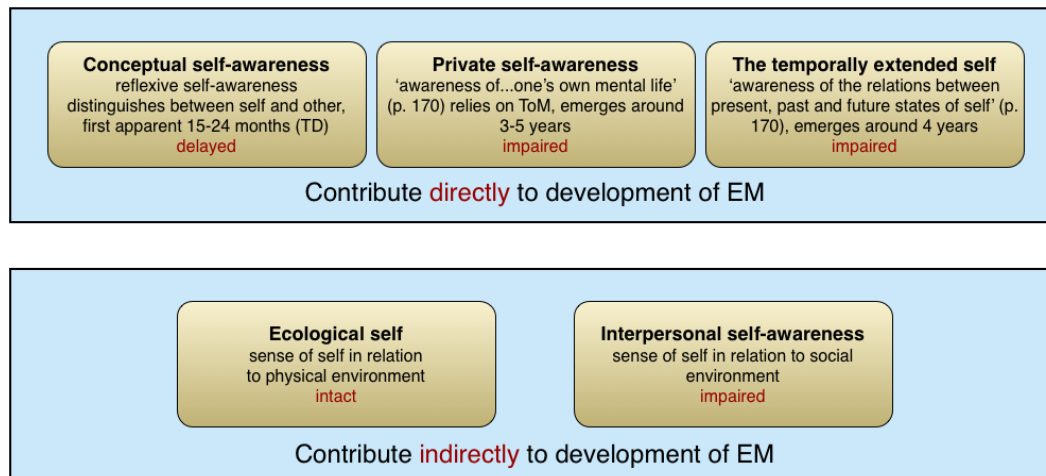 Conceptual self-awareness
reflexive self-awareness
distinguishes between self and other,
first apparent 15-24 months (TD)
delayed
Private self-awareness
‘awareness of...one’s own mental life’
(p. 170) relies on ToM, emerges around
3-5 years
impaired
The temporally extended self
‘awareness of the relations between
present, past and future states of self’ (p.
170), emerges around 4 years
impaired
Contribute directly to development of EM
Ecological self
sense of self in relation
to physical environment
intact
Interpersonal self-awareness
sense of self in relation to social
environment
impaired
Contribute indirectly to development of EM